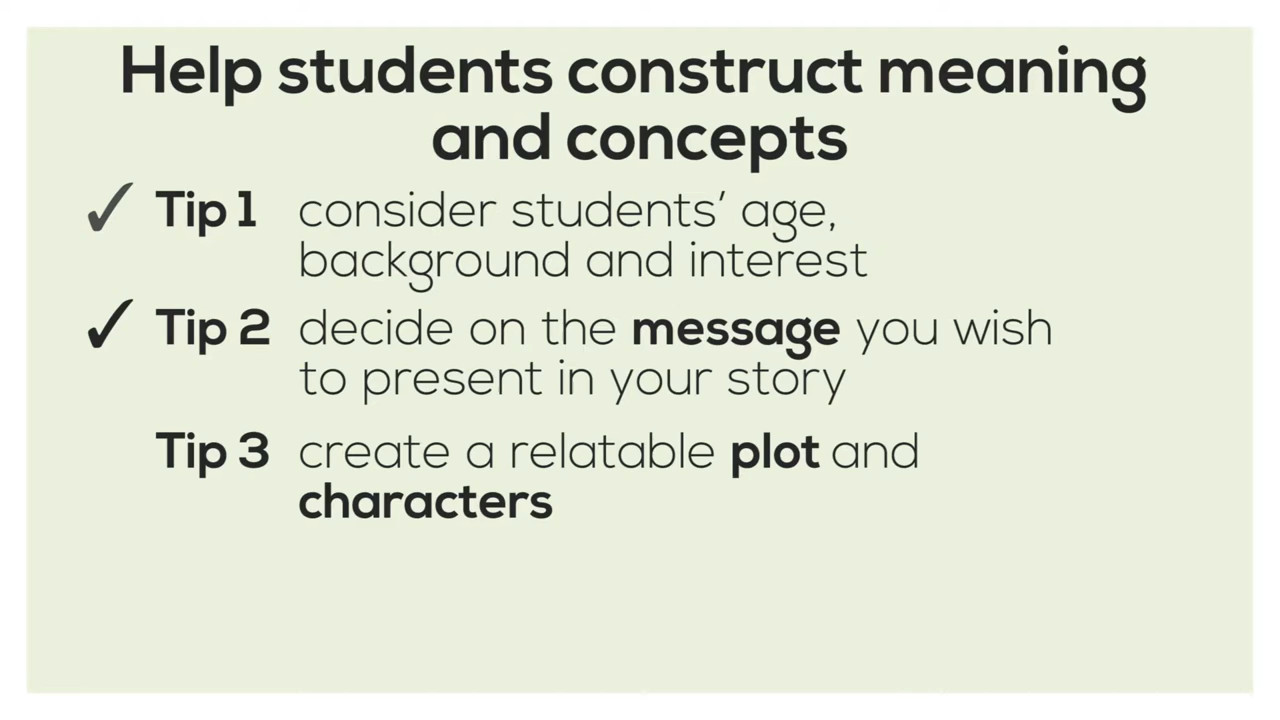 Help students construct meaning
and concepts
✓ Tip 1 consider students’ age,
background and interest
✓ Tip 2 decide on the message you wish
to present in your story
Tip 3 create a relatable plot and
characters